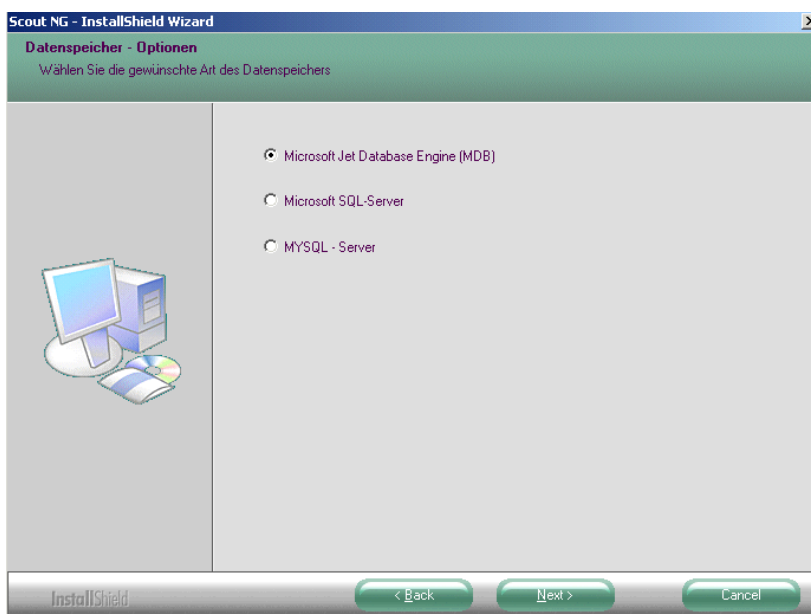 Scout NG - InstallShield Wizard
Datenspeicher - Optionen
Wählen Sie die gewünschte Art des Datenspeichers
Microsoft Jet Database Engine (MDB)
Microsoft SQL-Server
MYSQL - Server
InstallShield
< Back
Next >
Cancel